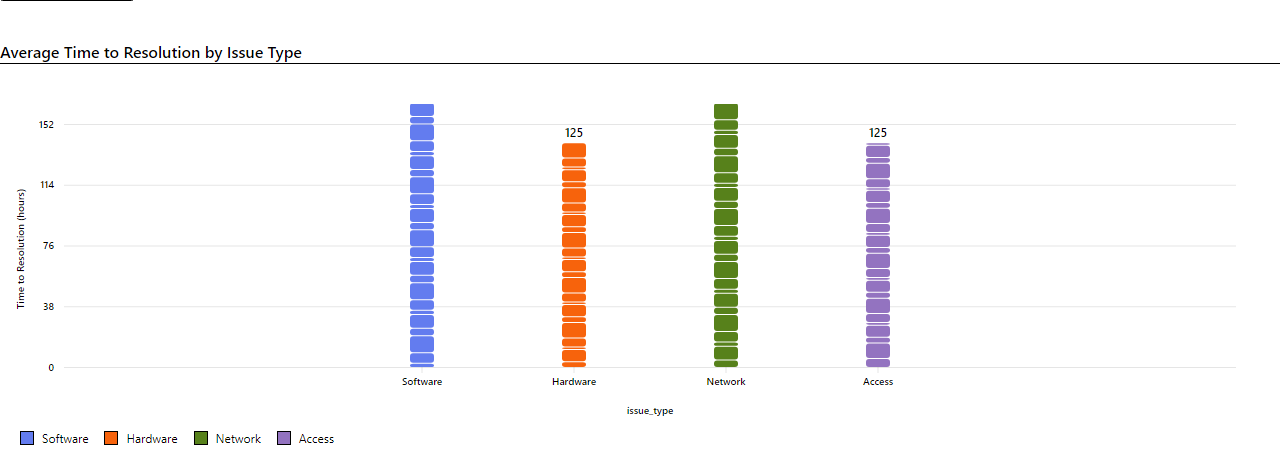 Average Time to Resolution by Issue Type
152
114
76
38
0
Time to Resolution (hours)
125
125
Software
Hardware
Network
Access
issue_type
Software
Hardware
Network
Access